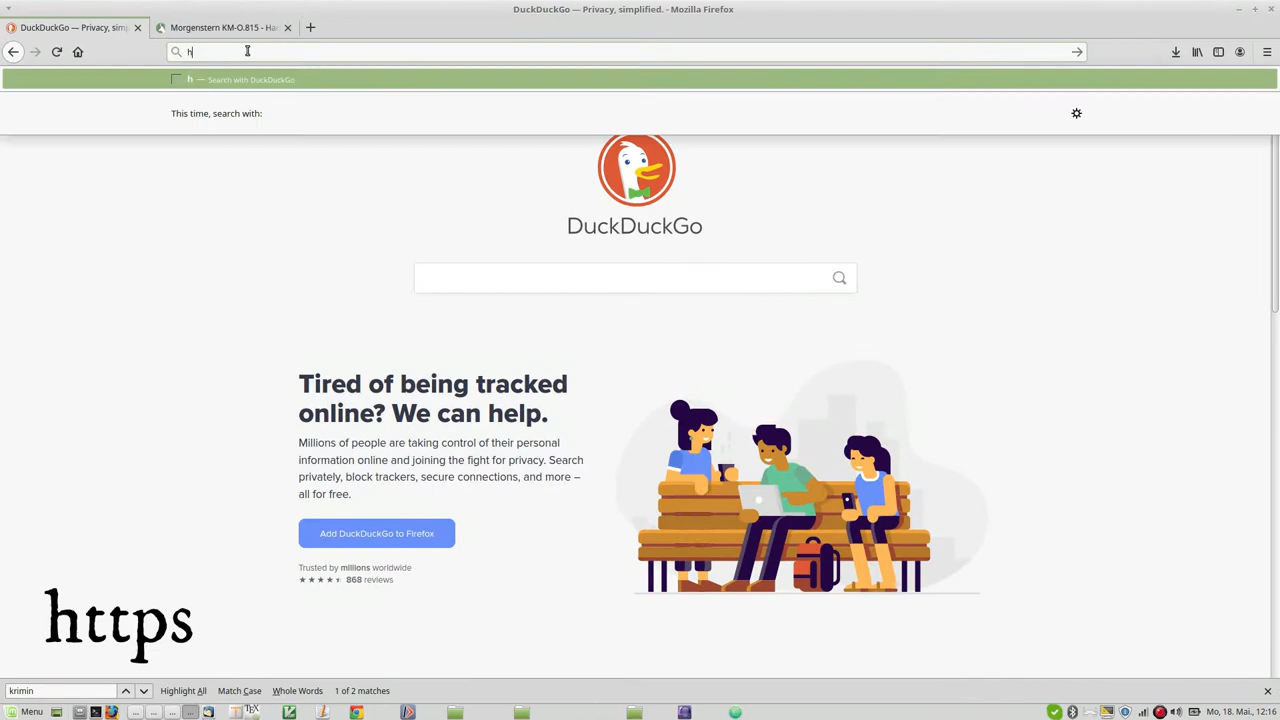 DuckDuckGo — Privacy, simplified. - Mozilla Firefox
DuckDuckGo — Privacy, simp
Morgenstern KM-O.815 - Ha
h
h — Search with DuckDuckGo
This time, search with:
DuckDuckGo
Tired of being tracked
online? We can help.
Millions of people are taking control of their personal
information online and joining the fight for privacy. Search
privately, block trackers, secure connections, and more –
all for free.
Add DuckDuckGo to Firefox
Trusted by millions worldwide
868 reviews
https
krimin
Highlight All
Match Case
Whole Words
1 of 2 matches
Menu
Mo, 18. Mai., 12:16